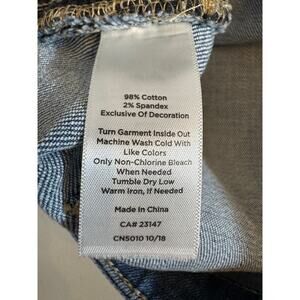 98% Cotton
2% Spandex
Exclusive Of Decoration
Turn Garment Inside Out
Machine Wash Cold With
Like Colors
Only Non-Chlorine Bleach
When Needed
Tumble Dry Low
Warm Iron, If Needed
Made In China
CA# 23147
CN5010 10/18